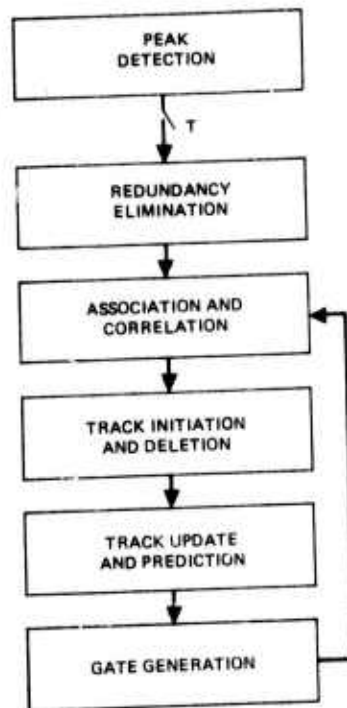 PEAK
DETECTION
T
REDUNDANCY
ELIMINATION
ASSOCIATION AND
CORRELATION
TRACK INITIATION
AND DELETION
TRACK UPDATE
AND PREDICTION
GATE GENERATION